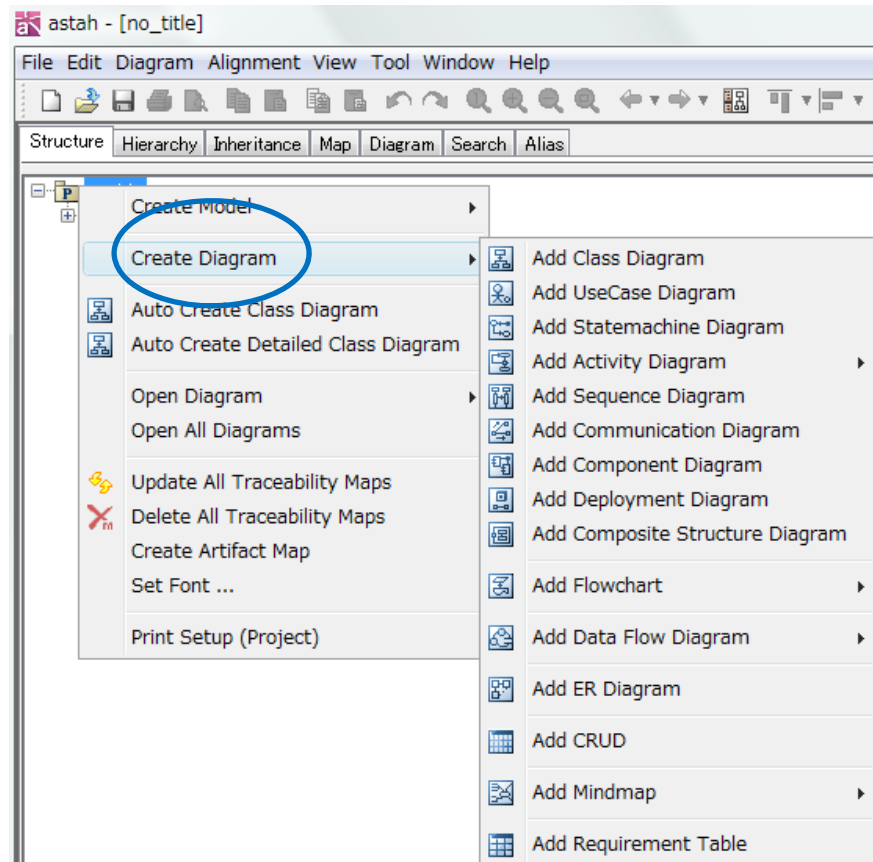 astah - [no_title]
File Edit Diagram Alignment View Tool Window Help
Structure Hierarchy Inheritance Map Diagram Search Alias
P
Create Model
Create Diagram
Auto Create Class Diagram
Auto Create Detailed Class Diagram
Open Diagram
Open All Diagrams
Update All Traceability Maps
Delete All Traceability Maps
Create Artifact Map
Set Font ...
Print Setup (Project)
Add Class Diagram
Add UseCase Diagram
Add Statemachine Diagram
Add Activity Diagram
Add Sequence Diagram
Add Communication Diagram
Add Component Diagram
Add Deployment Diagram
Add Composite Structure Diagram
Add Flowchart
Add Data Flow Diagram
Add ER Diagram
Add CRUD
Add Mindmap
Add Requirement Table